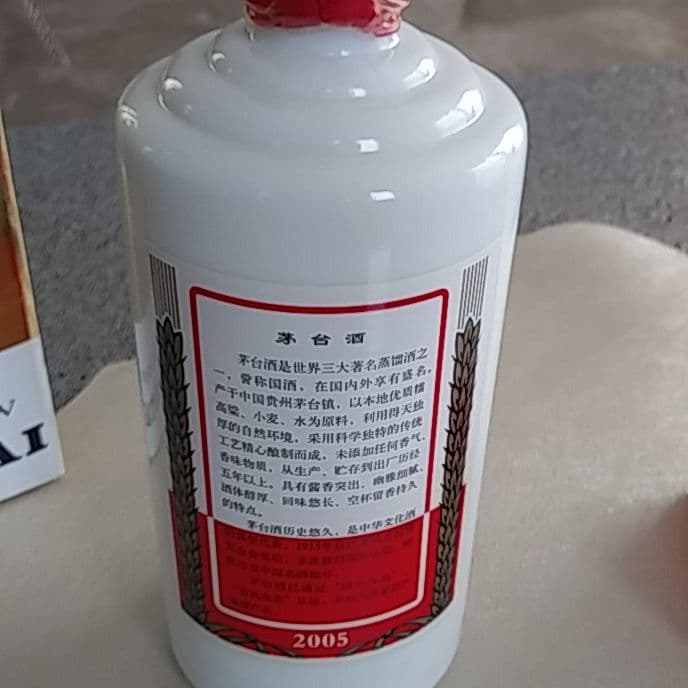 茅台酒
茅台酒是世界三大著名蒸馏酒之
一，誉称国酒，在国内外享有盛名，
产于中国贵州茅台镇，以本地优质糯
高粱、小麦、水为原料，利用得天独
厚的自然环境，采用科学独特的传统
工艺精心酿制而成，未添加任何香气、
香味物质，从生产、贮存到出厂历经
五年以上。具有酱香突出、幽雅细腻、
酒体醇厚、回味悠长、空杯留香持久
的特点。
茅台酒历史悠久，是中华文化酒
2005
AI